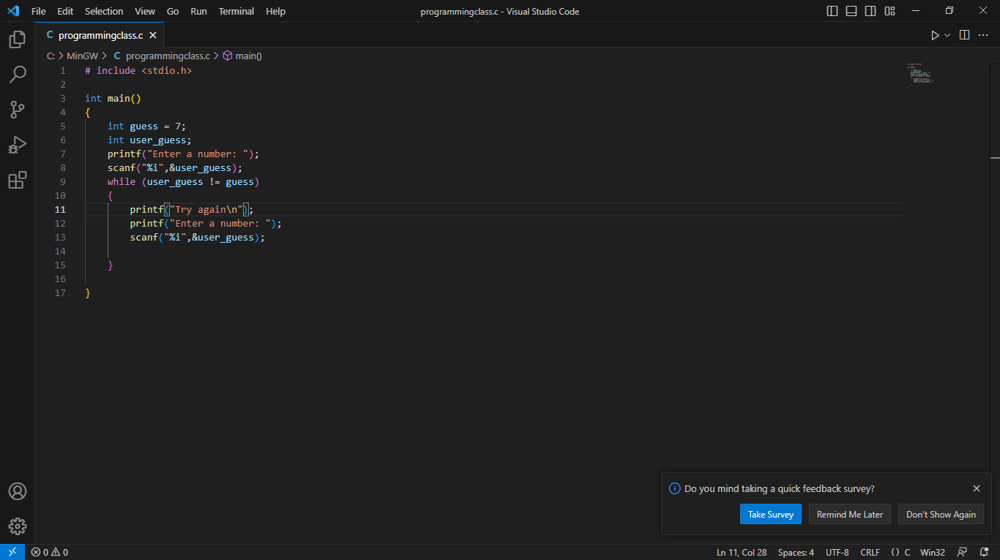 File Edit Selection View Go Run Terminal Help programmingclass.c - Visual Studio Code
C programmingclass.c
C: > MinGW > C programmingclass.c > main()
1 # include <stdio.h>
2
3 int main()
4 {
5 int guess = 7;
6 int user_guess;
7 printf("Enter a number: ");
8 scanf("%i",&user_guess);
9 while (user_guess != guess)
10 {
11 printf("Try again\n");
12 printf("Enter a number: ");
13 scanf("%i",&user_guess);
14
15 }
16
17 }
Do you mind taking a quick feedback survey?
Take Survey Remind Me Later Don't Show Again
0 0 Ln 11, Col 28 Spaces: 4 UTF-8 CRLF {} C Win32